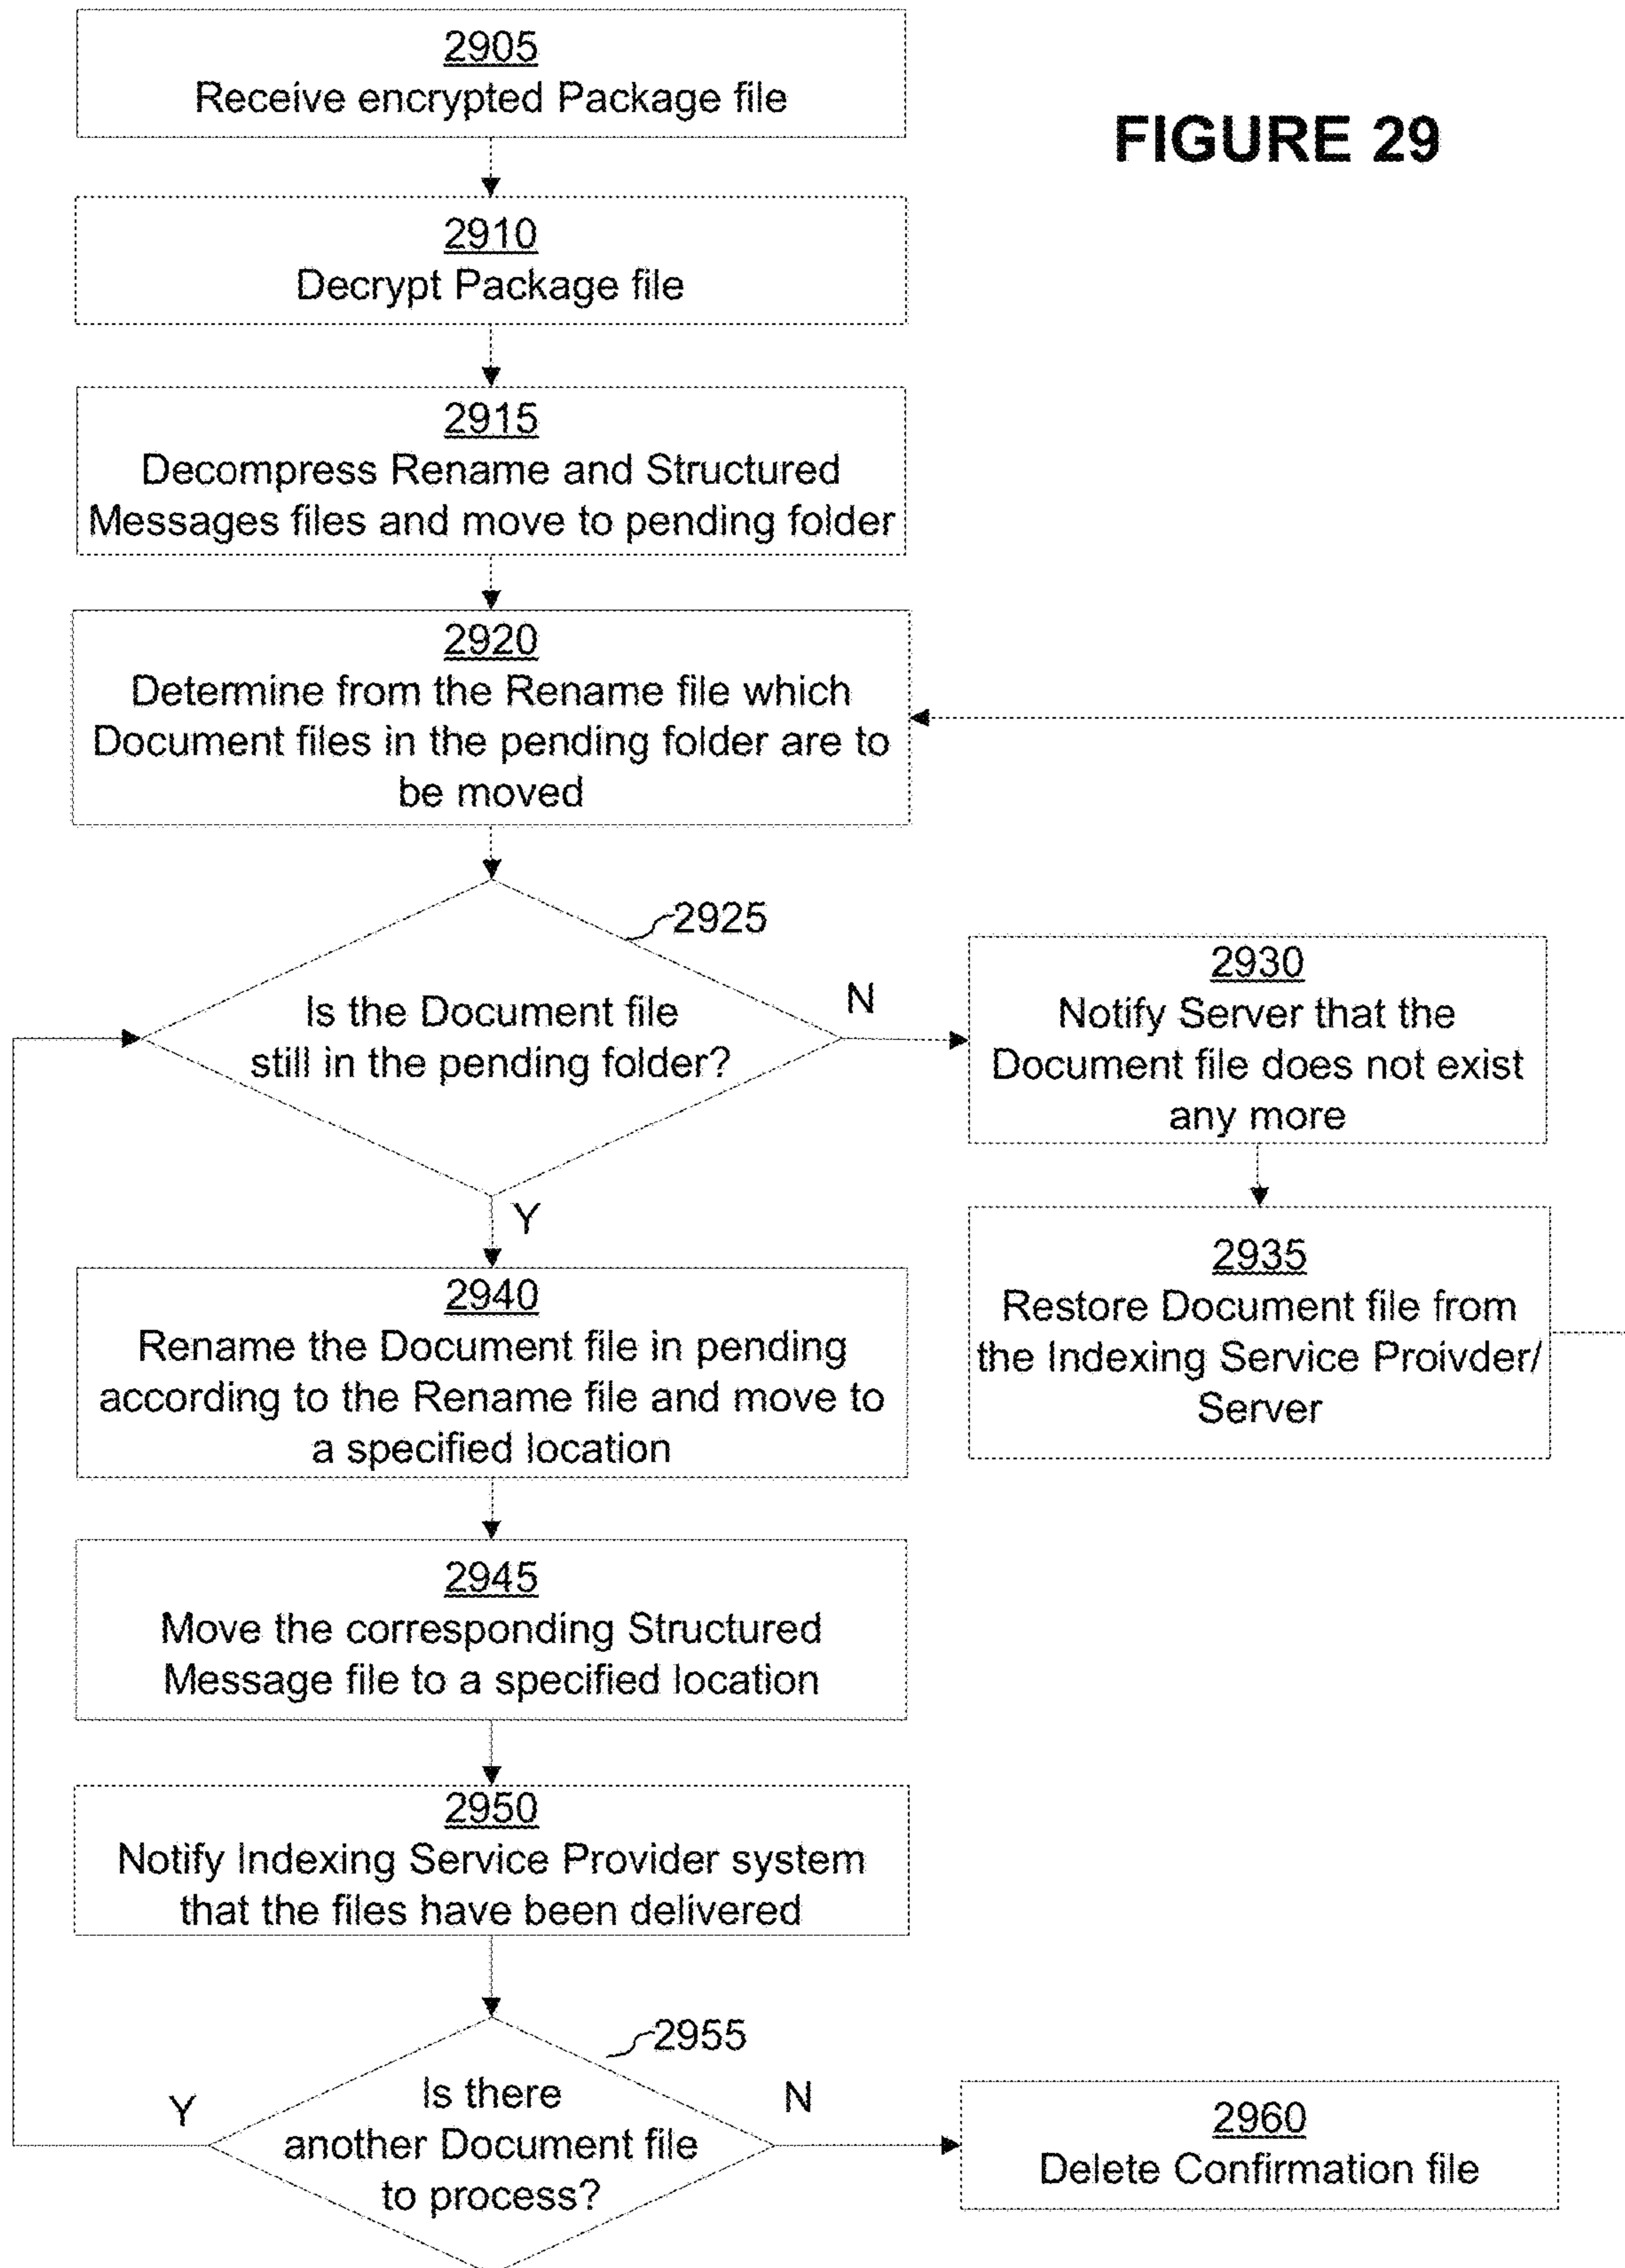 2905
Receive encrypted Package file
FIGURE 29
2910
Decrypt Package file
2915
Decompress Rename and Structured
Messages files and move to pending folder
2920
Determine from the Rename file which
Document files in the pending folder are to
be moved
2925
Is the Document file
still in the pending folder?
N
2930
Notify Server that the
Document file does not exist
any more
Y
2935
Restore Document file from
the Indexing Service Proivder/
Server
2940
Rename the Document file in pending
according to the Rename file and move to
a specified location
2945
Move the corresponding Structured
Message file to a specified location
2950
Notify Indexing Service Provider system
that the files have been delivered
2955
Is there
another Document file
to process?
Y
N
2960
Delete Confirmation file